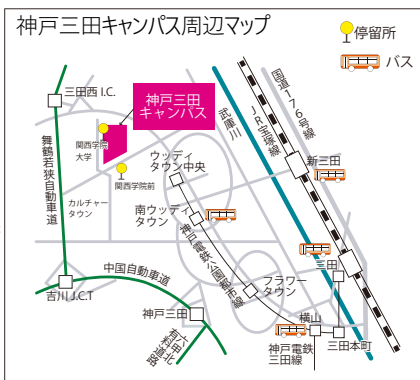 神戸三田キャンパス周辺マップ
停留所
バス
三田西 I.C.
神戸三田
キャンパス
国道176号線
JR宝塚線
武庫川
関西学院
大学
関西学院前
ウッディ
タウン中央
新三田
舞鶴若狭自動車道
カルチャー
タウン
南ウッディ
タウン
神戸電鉄・公園都市線
三田
中国自動車道
吉川 J.C.T
フラワー
タウン
神戸三田
横山
三田本町
神戸電鉄
三田線
六甲北
有料道路